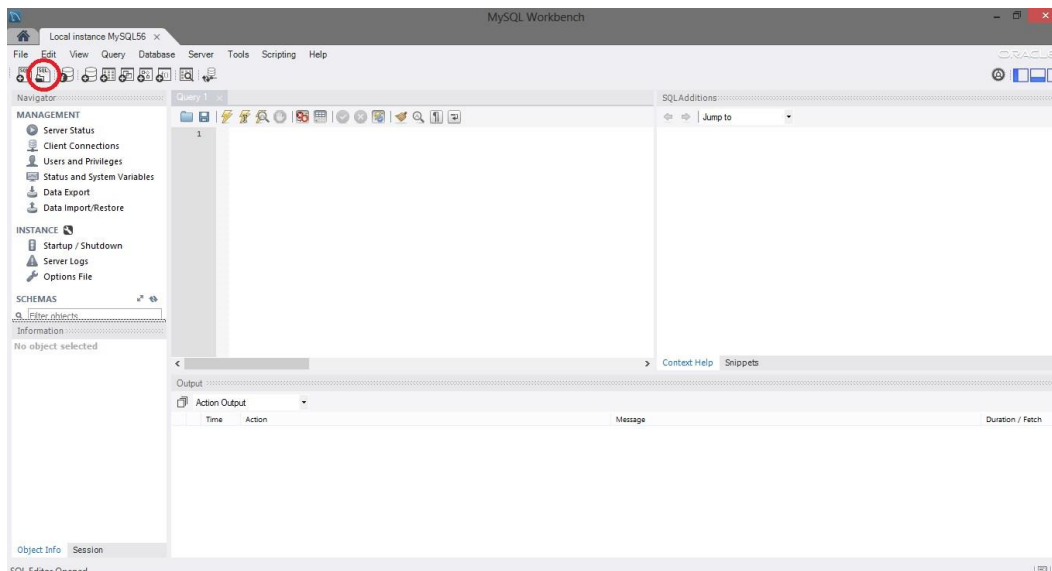 MySQL Workbench
Local instance MySQL56
File Edit View Query Database Server Tools Scripting Help
ORACLE
Navigator
Query 1
SQLAdditions
MANAGEMENT
Jump to
Server Status
1
Client Connections
Users and Privileges
Status and System Variables
Data Export
Data Import/Restore
INSTANCE
Startup / Shutdown
Server Logs
Options File
SCHEMAS
Filter objects
Information
No object selected
Context Help Snippets
Output
Action Output
Time Action Message Duration / Fetch
Object Info Session
SQL Editor Opened